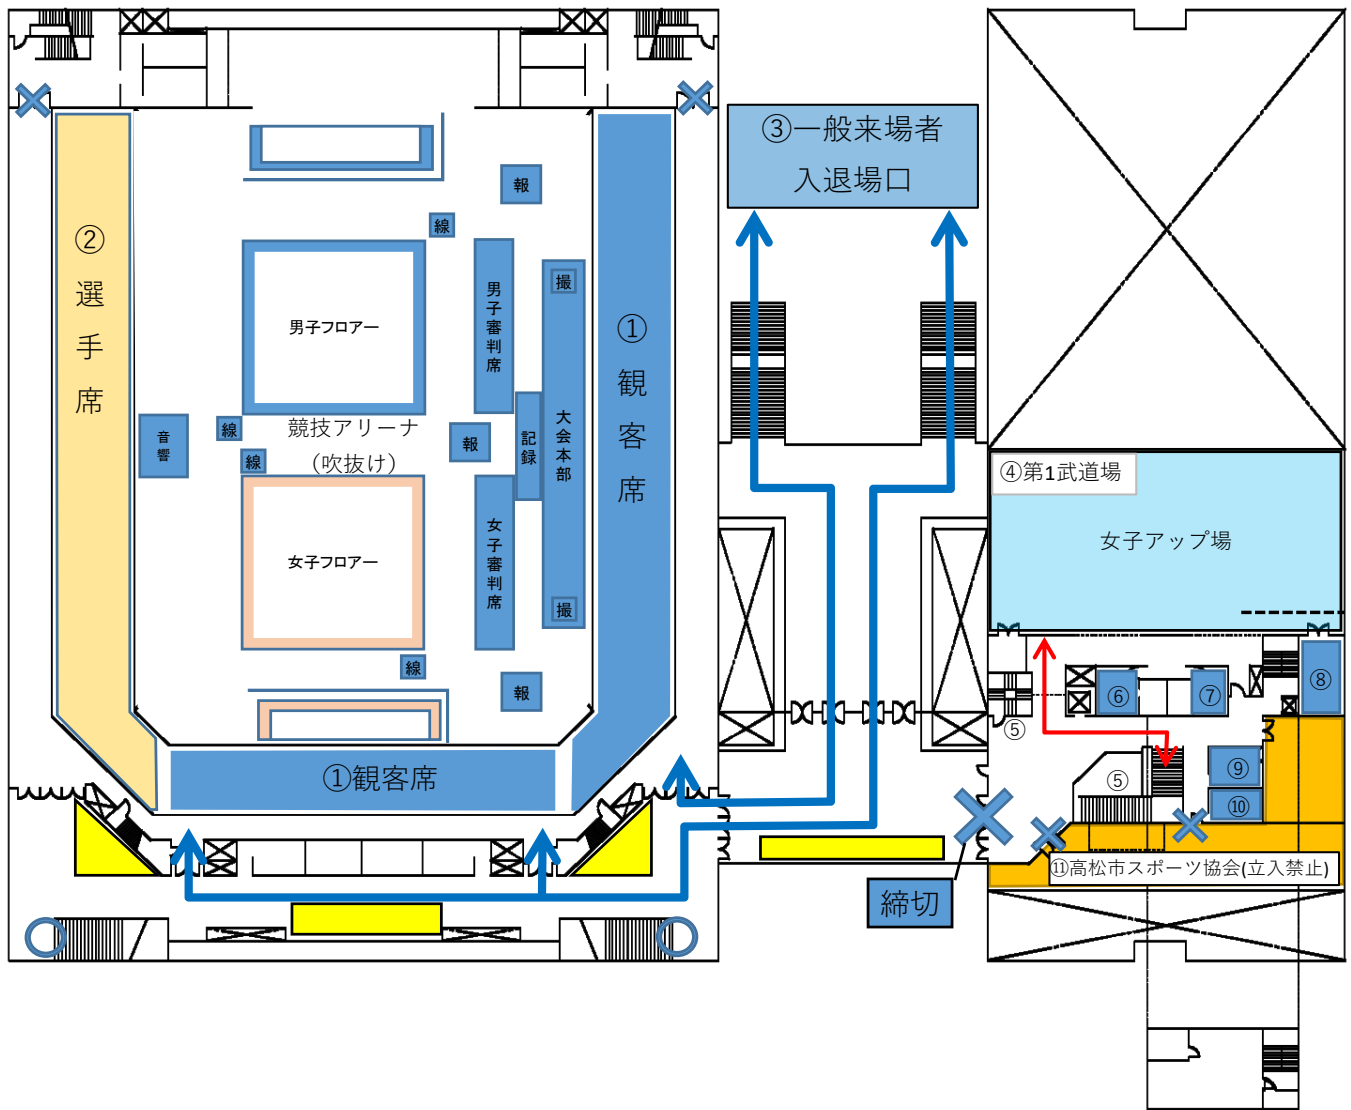 ③一般来場者
入退場口
②選手席
①観客席
①観客席
報
線
撮
男子審判席
男子フロアー
競技アリーナ
（吹抜け）
音響
線
線
報
記録
大会本部
女子審判席
女子フロアー
撮
線
報
④第1武道場
女子アップ場
⑤
⑥
⑦
⑧
⑤
⑨
⑩
⑪高松市スポーツ協会(立入禁止)
締切